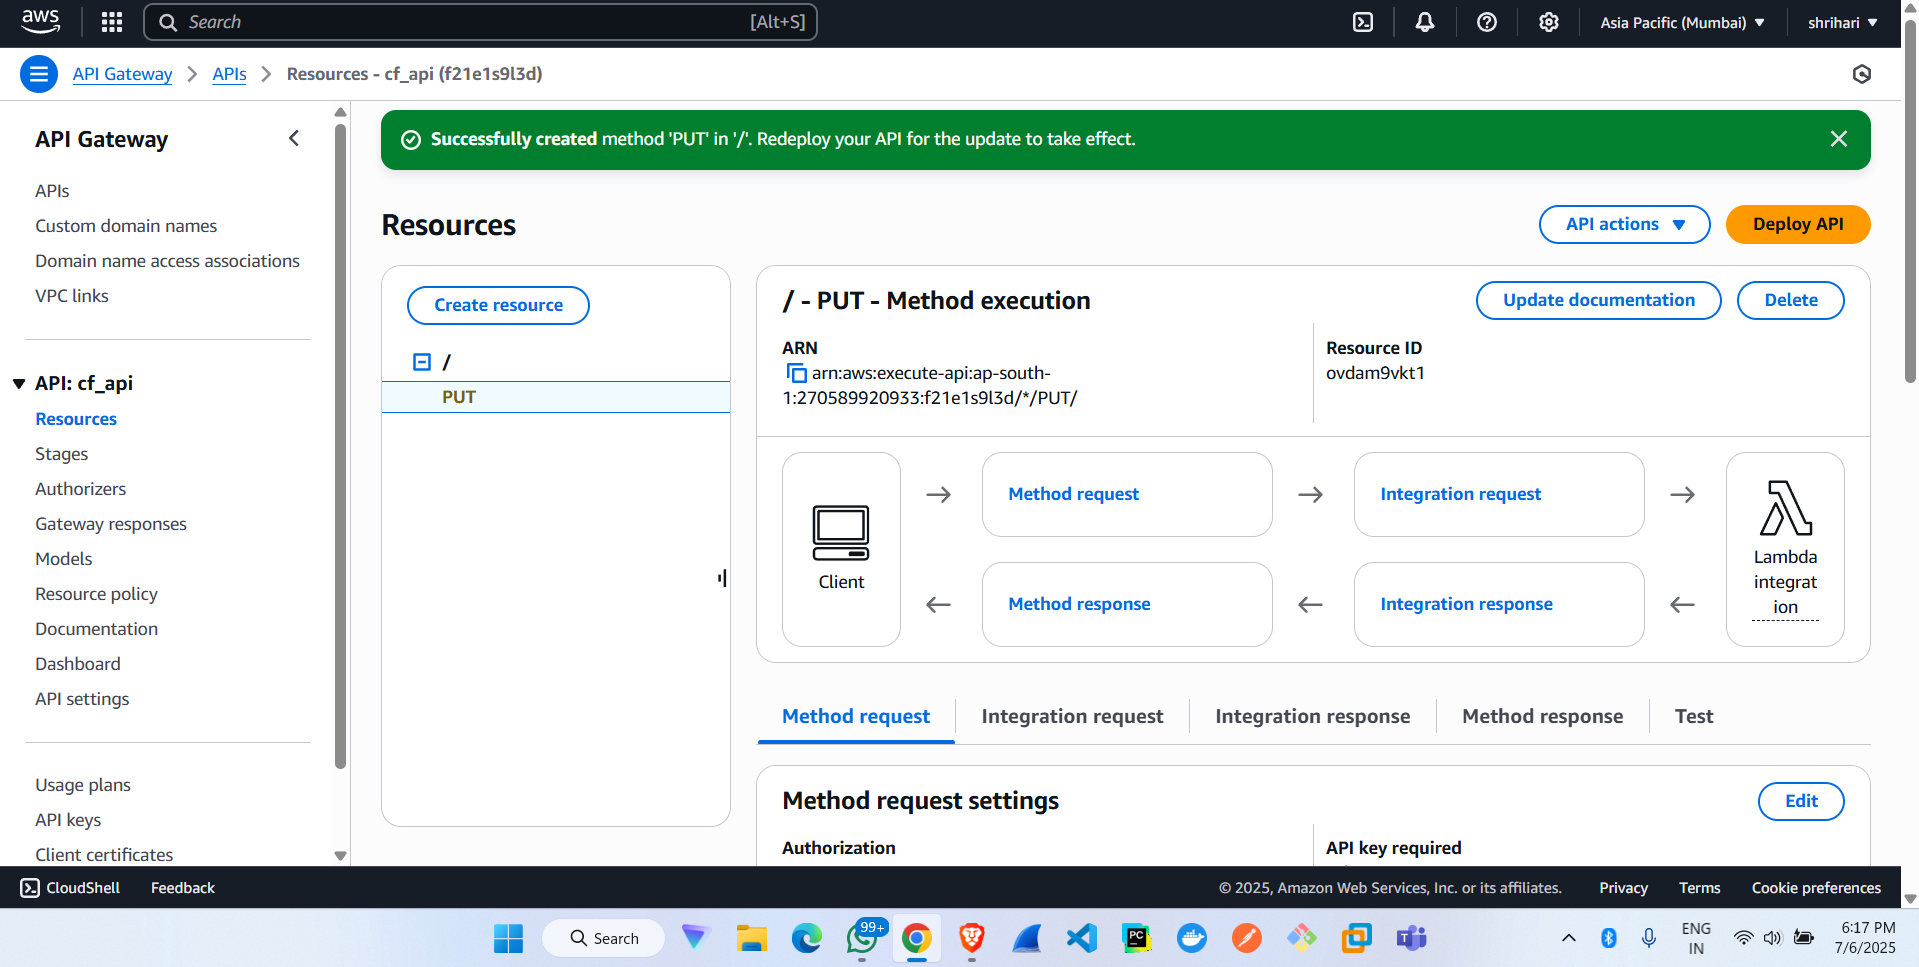 aws
Search
[Alt+S]
Asia Pacific (Mumbai)
shrihari
API Gateway
APIs
Resources - cf_api (f21e1s9l3d)
API Gateway
APIs
Custom domain names
Domain name access associations
VPC links
API: cf_api
Resources
Stages
Authorizers
Gateway responses
Models
Resource policy
Documentation
Dashboard
API settings
Usage plans
API keys
Client certificates
Successfully created method 'PUT' in '/'. Redeploy your API for the update to take effect.
Resources
API actions
Deploy API
Create resource
/
PUT
/ - PUT - Method execution
Update documentation
Delete
ARN
arn:aws:execute-api:ap-south-
1:270589920933:f21e1s9l3d/*/PUT/
Resource ID
ovdam9vkt1
Client
Method request
Integration request
Method response
Integration response
Lambda
integrat
ion
Method request
Integration request
Integration response
Method response
Test
Method request settings
Edit
Authorization
API key required
CloudShell
Feedback
© 2025, Amazon Web Services, Inc. or its affiliates.
Privacy
Terms
Cookie preferences
Search
99+
PC
ENG
IN
6:17 PM
7/6/2025